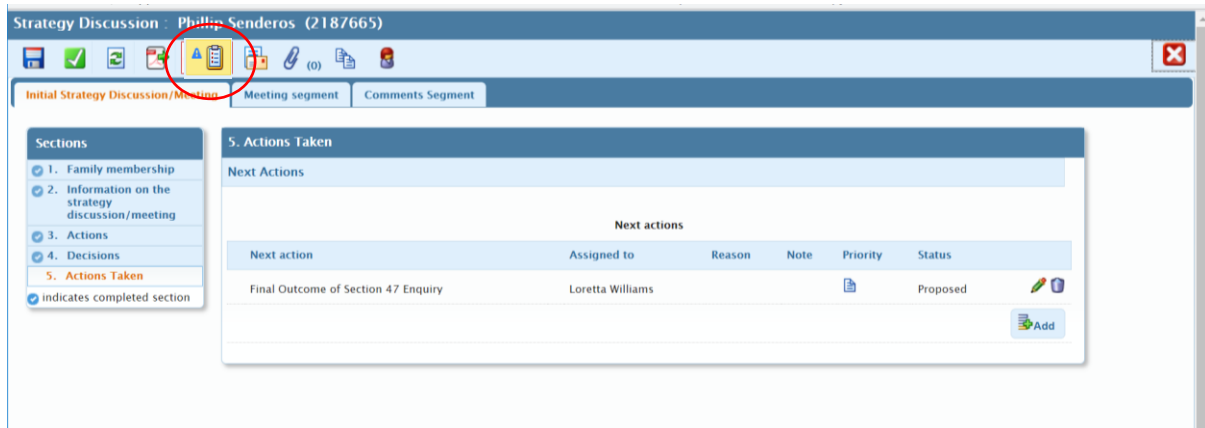 Strategy Discussion : Phillip Senderos (2187665)
(0)
Initial Strategy Discussion/Meeting Meeting segment Comments Segment
Sections
1. Family membership
2. Information on the
strategy
discussion/meeting
3. Actions
4. Decisions
5. Actions Taken
indicates completed section
5. Actions Taken
Next Actions
Next actions
Next action Assigned to Reason Note Priority Status
Final Outcome of Section 47 Enquiry Loretta Williams Proposed
Add